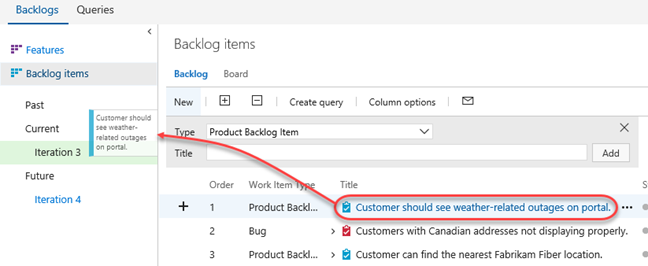 Backlogs Queries
Features
Backlog items
Past
Current
Iteration 3
Future
Iteration 4
Customer should
see weather-
related outages
on portal.
Backlog items
Backlog Board
New Create query Column options
Type Product Backlog Item
Title Add
Order Work Item Type Title
1 Product Backl... Customer should see weather-related outages on portal. ...
2 Bug Customers with Canadian addresses not displaying properly.
3 Product Backl... Customer can find the nearest Fabrikam Fiber location.